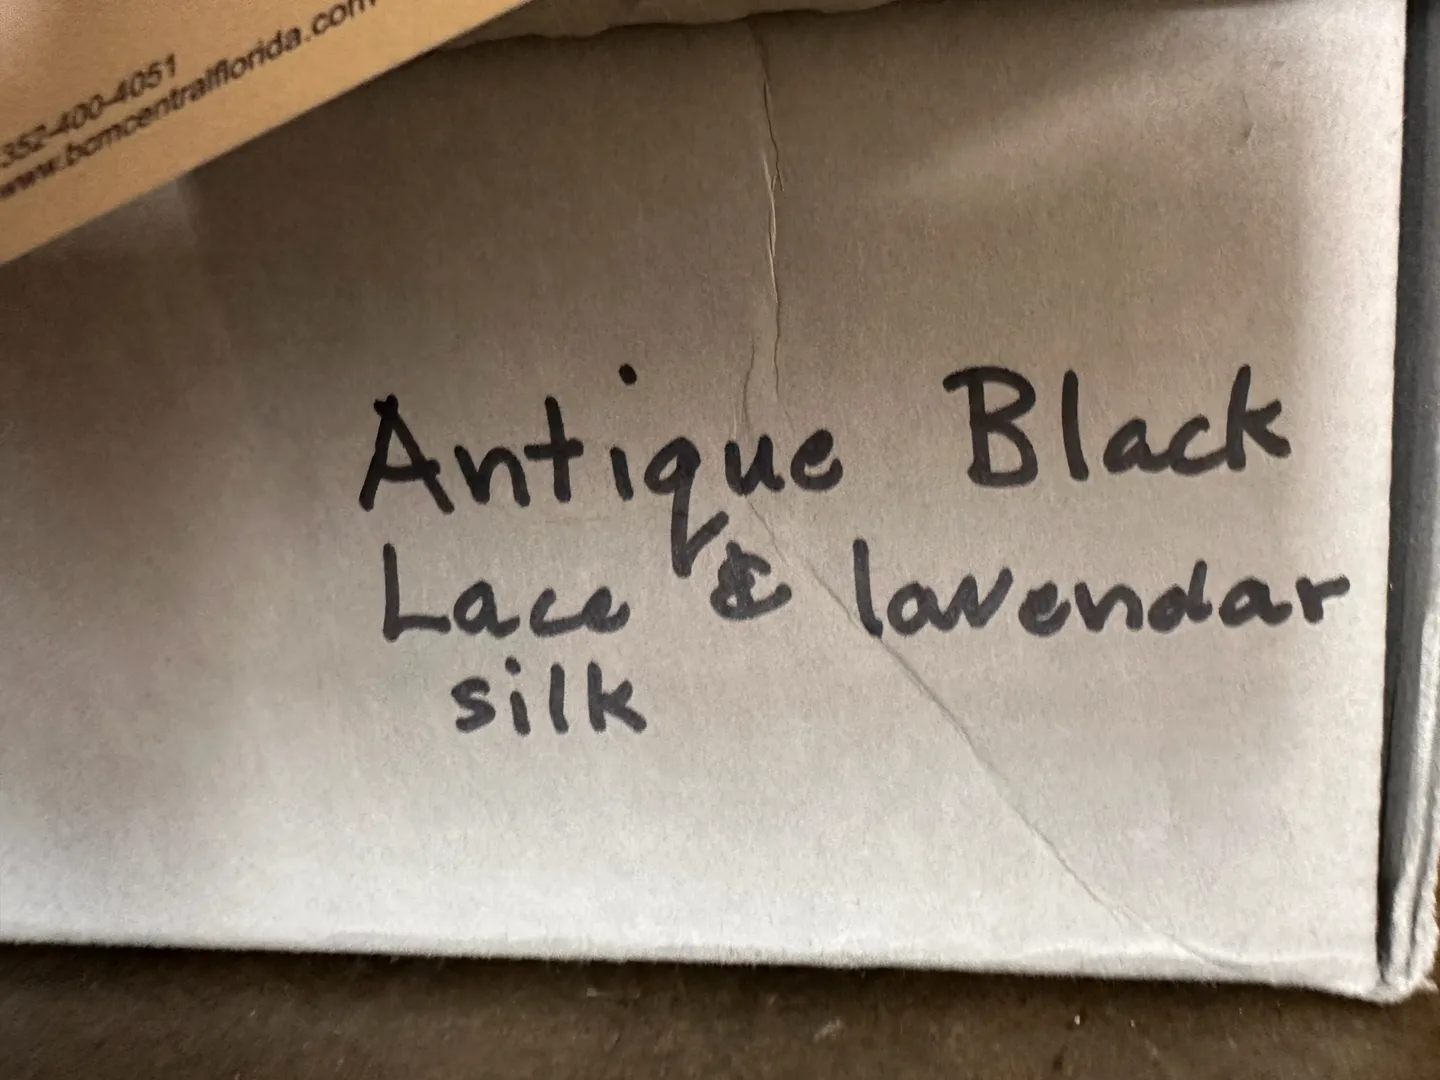 352-400-4051
www.bcmcentralflorida.com
Antique Black
Lace & lavendar
silk